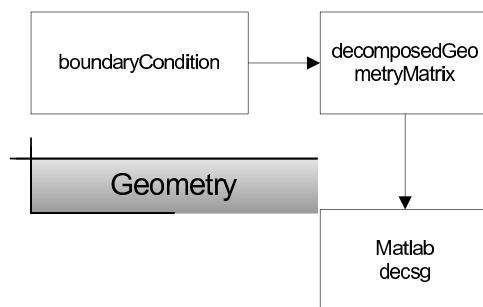 boundaryCondition
decomposedGeo
metryMatrix
Geometry
Matlab
decsg